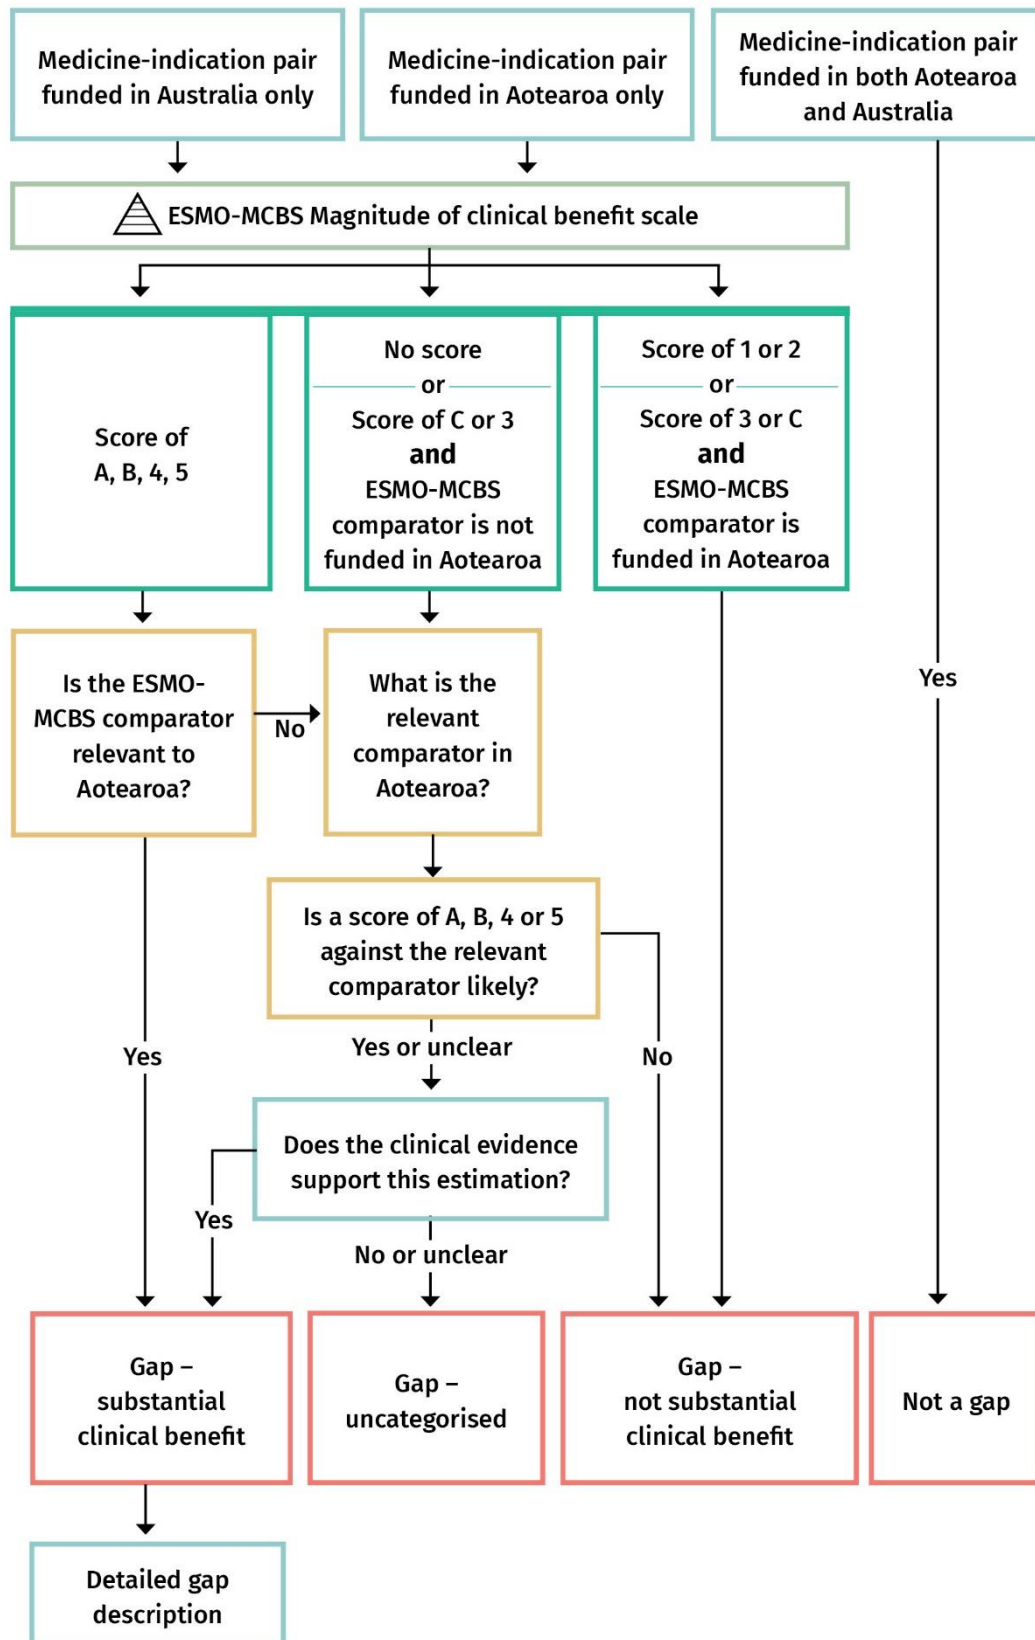 Medicine-indication pair
funded in Australia only
Medicine-indication pair
funded in Aotearoa only
Medicine-indication pair
funded in both Aotearoa
and Australia
ESMO-MCBS Magnitude of clinical benefit scale
Score of
A, B, 4, 5
No score
or
Score of C or 3
and
ESMO-MCBS
comparator is not
funded in Aotearoa
Score of 1 or 2
or
Score of 3 or C
and
ESMO-MCBS
comparator is
funded in Aotearoa
Is the ESMO-
MCBS comparator
relevant to
Aotearoa?
No
What is the
relevant
comparator in
Aotearoa?
Yes
Is a score of A, B, 4 or 5
against the relevant
comparator likely?
Yes
Yes or unclear
No
Does the clinical evidence
support this estimation?
Yes
No or unclear
Gap –
substantial
clinical benefit
Gap –
uncategorised
Gap –
not substantial
clinical benefit
Not a gap
Detailed gap
description